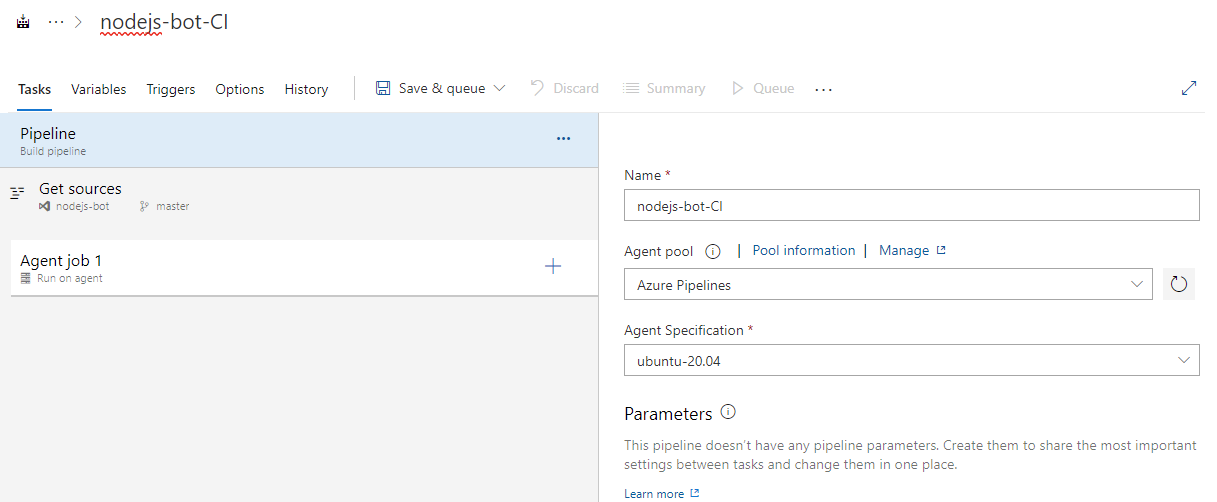 ··· > nodejs-bot-CI
Tasks Variables Triggers Options History Save & queue Discard Summary Queue ···
Pipeline ···
Build pipeline
Get sources
nodejs-bot master
Agent job 1 +
Run on agent
Name *
nodejs-bot-CI
Agent pool | Pool information | Manage
Azure Pipelines
Agent Specification *
ubuntu-20.04
Parameters
This pipeline doesn't have any pipeline parameters. Create them to share the most important
settings between tasks and change them in one place.
Learn more